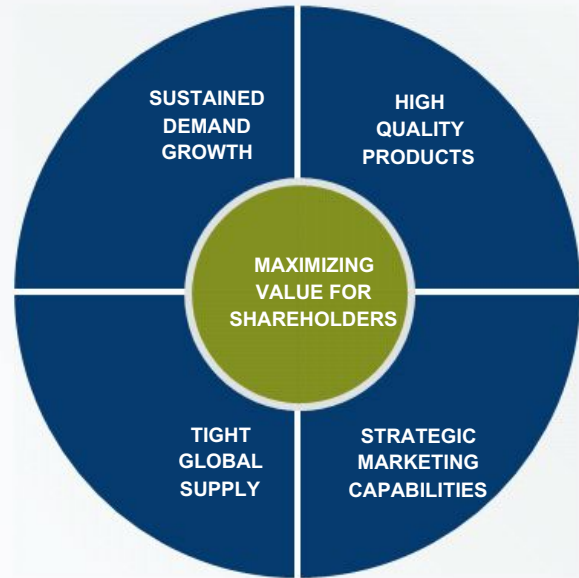 SUSTAINED
DEMAND
GROWTH
HIGH
QUALITY
PRODUCTS
MAXIMIZING
VALUE FOR
SHAREHOLDERS
TIGHT
GLOBAL
SUPPLY
STRATEGIC
MARKETING
CAPABILITIES